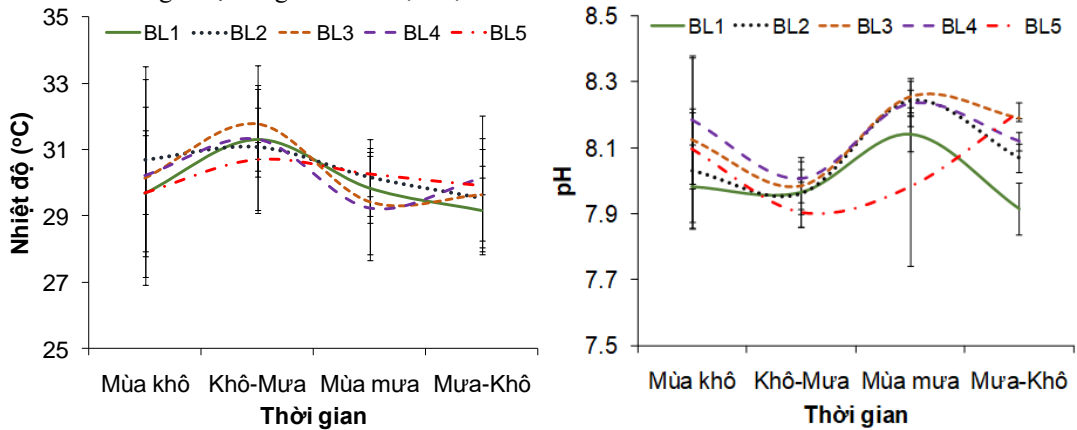 35
33
31
29
27
25
Nhiệt độ (ºC)
BL1 BL2 BL3 BL4 BL5
Mùa khô Khô-Mưa Mùa mưa Mưa-Khô
Thời gian
8.5
8.3
8.1
7.9
7.7
7.5
pH
BL1 BL2 BL3 BL4 BL5
Mùa khô Khô-Mưa Mùa mưa Mưa-Khô
Thời gian